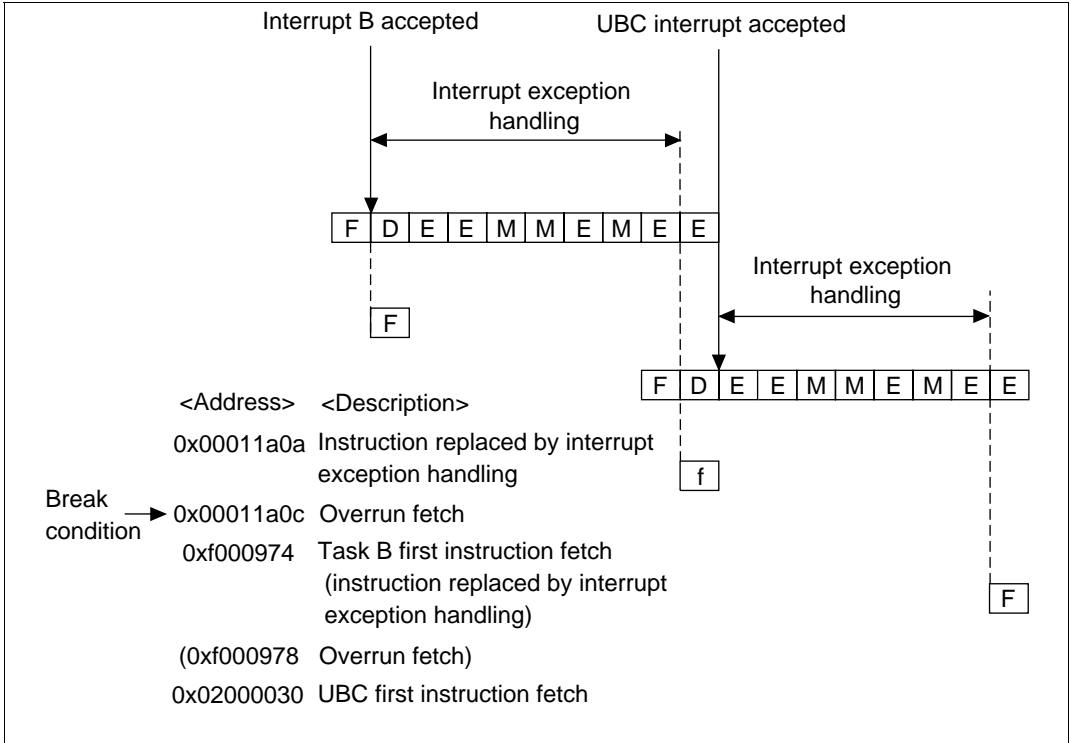 Interrupt B accepted
UBC interrupt accepted
Interrupt exception
handling
F D E E M M E M E E
Interrupt exception
handling
F
F D E E M M E M E E
<Address> <Description>
0x00011a0a Instruction replaced by interrupt
exception handling
f
Break
condition
0x00011a0c Overrun fetch
0xf000974 Task B first instruction fetch
(instruction replaced by interrupt
exception handling)
F
(0xf000978 Overrun fetch)
0x02000030 UBC first instruction fetch